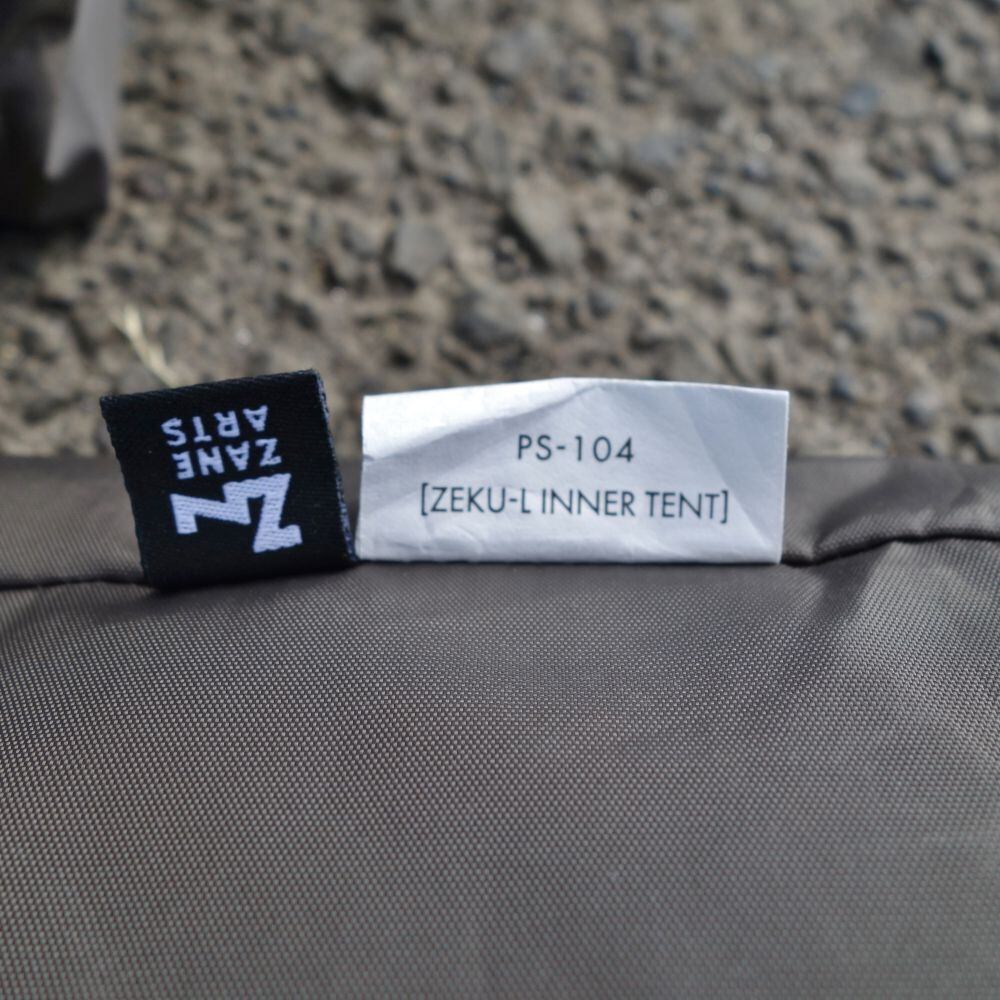 ZANE
ARTS
PS-104
[ZEKU-L INNER TENT]